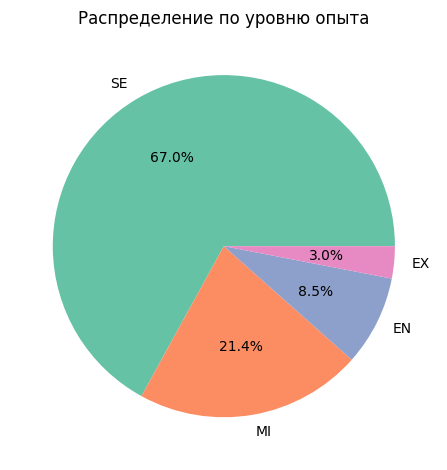 Распределение по уровню опыта
SE
67.0%
3.0%
EX
8.5%
EN
21.4%
MI